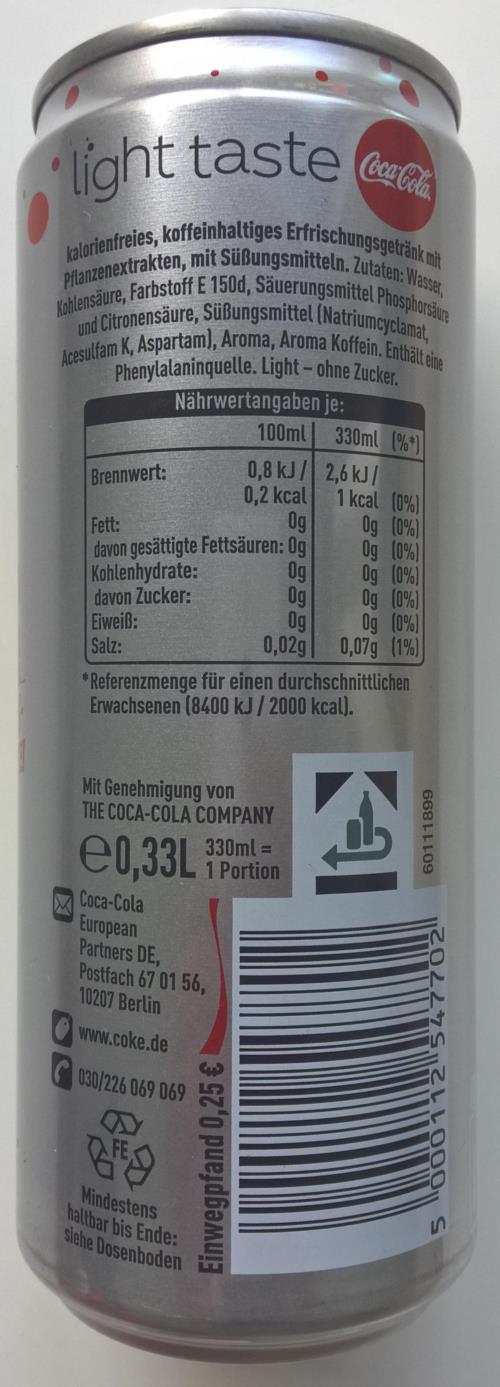 light taste
Coca-Cola
kalorienfreies, koffeinhaltiges Erfrischungsgetränk mit
Pflanzenextrakten, mit Süßungsmitteln. Zutaten: Wasser,
Kohlensäure, Farbstoff E 150d, Säuerungsmittel Phosphorsäure
und Citronensäure, Süßungsmittel (Natriumcyclamat,
Acesulfam K, Aspartam), Aroma, Aroma Koffein. Enthält eine
Phenylalaninquelle. Light – ohne Zucker.
Nährwertangaben je:
100ml 330ml (%*)
Brennwert: 0,8 kJ / 2,6 kJ /
0,2 kcal 1 kcal (0%)
Fett: 0g 0g (0%)
davon gesättigte Fettsäuren: 0g 0g (0%)
Kohlenhydrate: 0g 0g (0%)
davon Zucker: 0g 0g (0%)
Eiweiß: 0g 0g (0%)
Salz: 0,02g 0,07g (1%)
*Referenzmenge für einen durchschnittlichen
Erwachsenen (8400 kJ / 2000 kcal).
Mit Genehmigung von
THE COCA-COLA COMPANY
e0,33L 330ml =
1 Portion
60111899
Coca-Cola
European
Partners DE,
Postfach 67 01 56,
10207 Berlin
www.coke.de
030/226 069 069
FE
Mindestens
haltbar bis Ende:
siehe Dosenboden
Einwegpfand 0,25 €
5 000112 547702